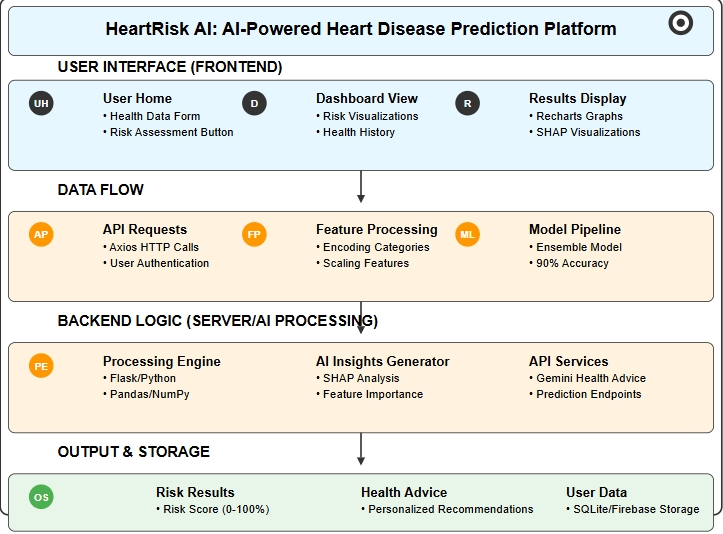 HeartRisk AI: AI-Powered Heart Disease Prediction Platform
USER INTERFACE (FRONTEND)
UH
User Home
• Health Data Form
• Risk Assessment Button
D
Dashboard View
• Risk Visualizations
• Health History
R
Results Display
• Recharts Graphs
• SHAP Visualizations
DATA FLOW
AP
API Requests
• Axios HTTP Calls
• User Authentication
FP
Feature Processing
• Encoding Categories
• Scaling Features
ML
Model Pipeline
• Ensemble Model
• 90% Accuracy
BACKEND LOGIC (SERVER/AI PROCESSING)
PE
Processing Engine
• Flask/Python
• Pandas/NumPy
AI Insights Generator
• SHAP Analysis
• Feature Importance
API Services
• Gemini Health Advice
• Prediction Endpoints
OUTPUT & STORAGE
OS
Risk Results
• Risk Score (0-100%)
Health Advice
• Personalized Recommendations
User Data
• SQLite/Firebase Storage